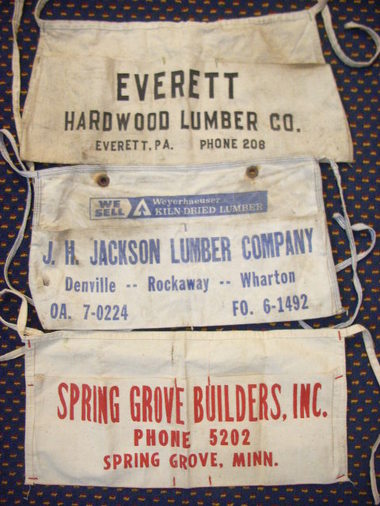 EVERETT
HARDWOOD LUMBER CO.
EVERETT, PA. PHONE 208
WE SELL Weyerhaeuser
KILN-DRIED LUMBER
J. H. JACKSON LUMBER COMPANY
Denville -- Rockaway -- Wharton
OA. 7-0224 FO. 6-1492
SPRING GROVE BUILDERS, INC.
PHONE 5202
SPRING GROVE, MINN.